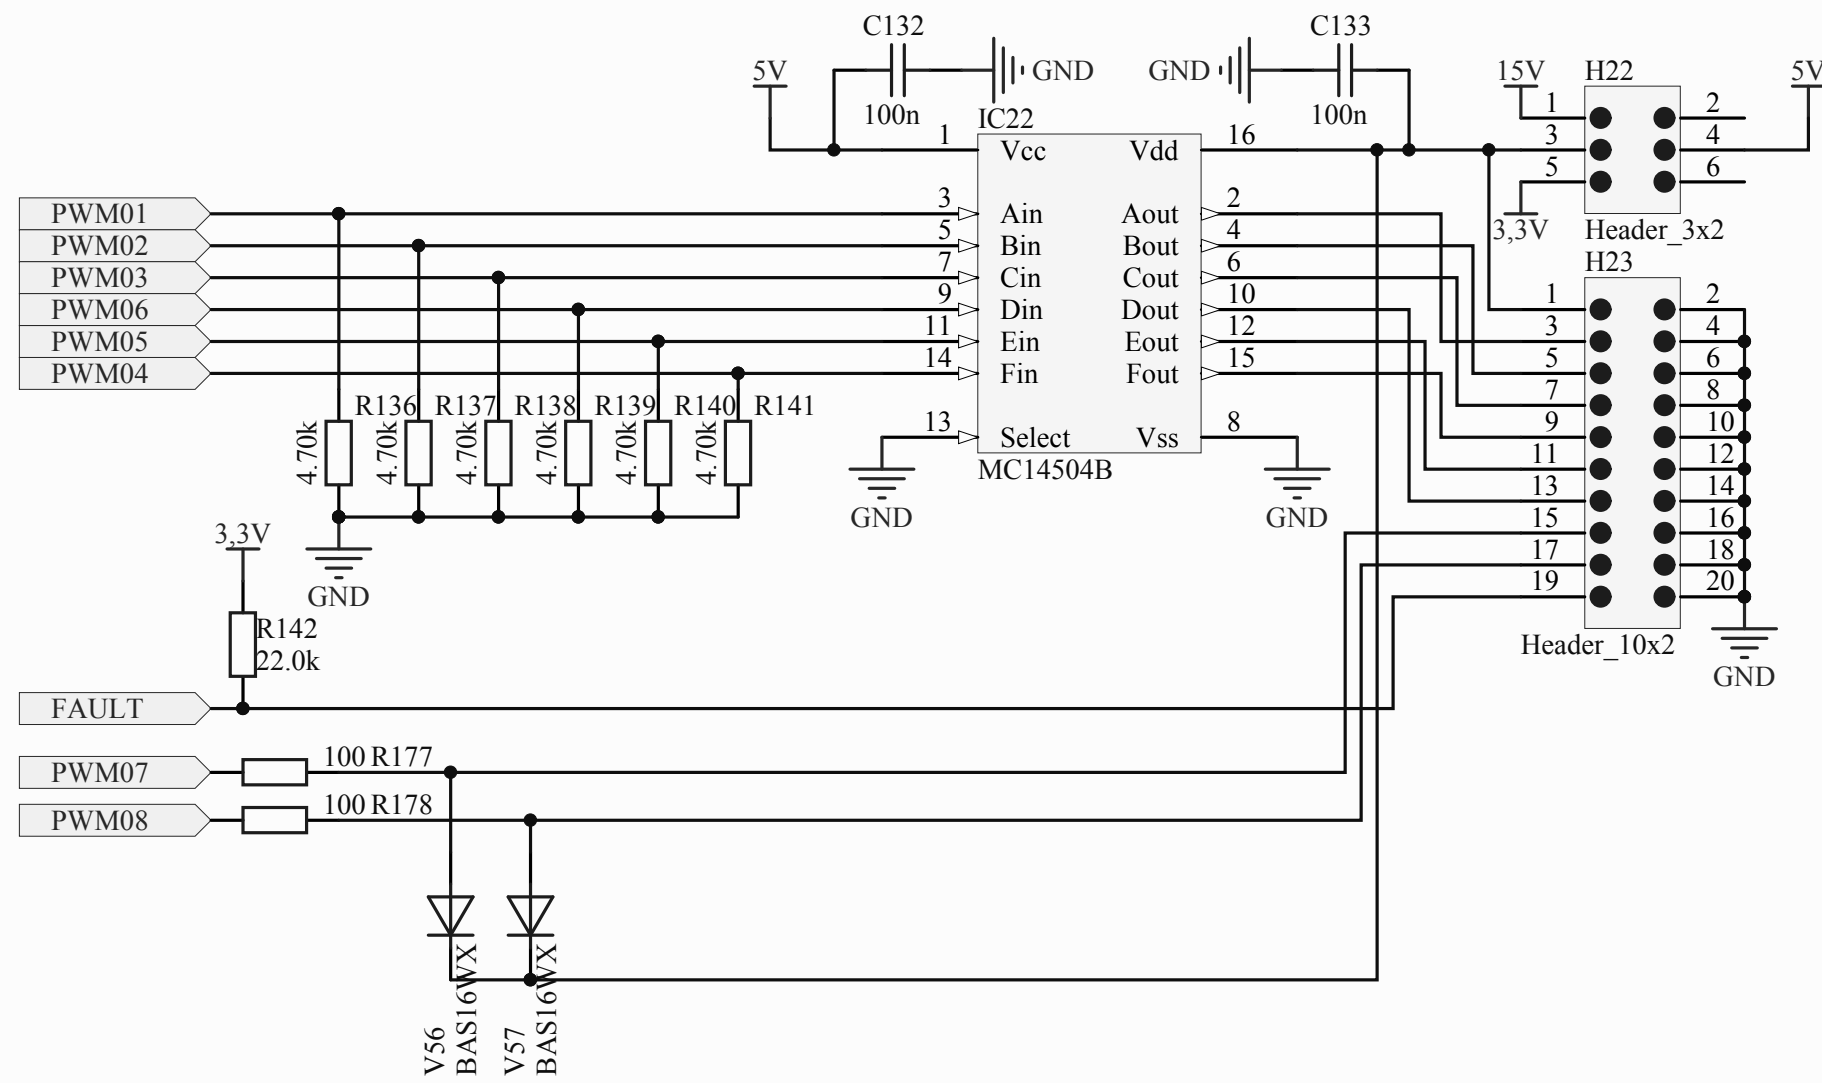 C132
C133
5V
GND
GND
15V
H22
5V
100n
100n
IC22
1
Vcc
Vdd
16
1
2
3
4
5
6
3,3V
Header_3x2
PWM01
3
Ain
Aout
2
PWM02
5
Bin
Bout
4
PWM03
7
Cin
Cout
6
H23
PWM06
9
Din
Dout
10
1
2
PWM05
11
Ein
Eout
12
3
4
PWM04
14
Fin
Fout
15
5
6
R136
R137
R138
R139
R140
R141
4.70k
4.70k
4.70k
4.70k
4.70k
4.70k
7
8
13
Select
Vss
8
9
10
MC14504B
11
12
GND
GND
13
14
3,3V
15
16
17
18
GND
19
20
R142
22.0k
Header_10x2
GND
FAULT
PWM07
100 R177
PWM08
100 R178
V56
BAS16WX
V57
BAS16WX